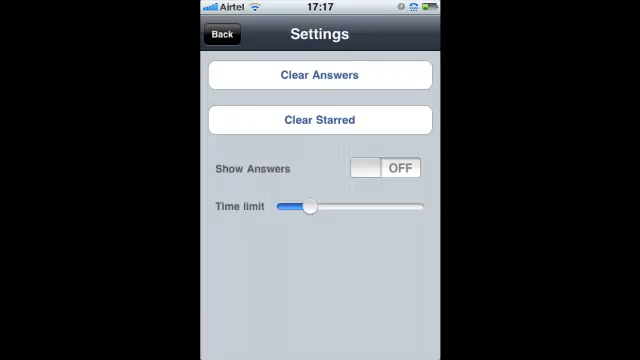 Airtel 17:17
Back Settings
Clear Answers
Clear Starred
Show Answers OFF
Time limit